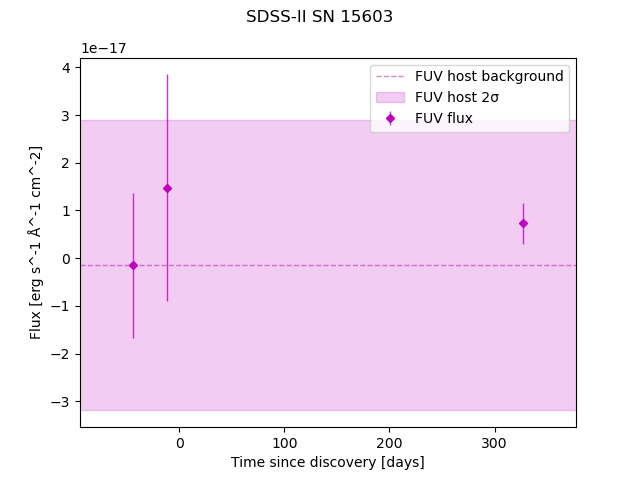 SDSS-II SN 15603
1e−17
FUV host background
FUV host 2σ
FUV flux
4
3
2
1
0
−1
−2
−3
Flux [erg s^-1 Å^-1 cm^-2]
0 100 200 300
Time since discovery [days]